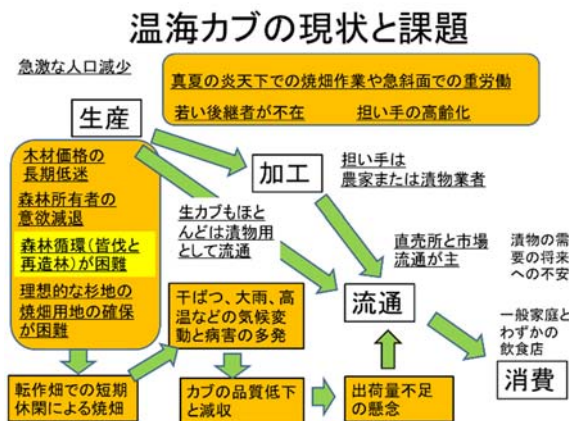 温海カブの現状と課題
急激な人口減少
真夏の炎天下での焼畑作業や急斜面での重労働
若い後継者が不在 担い手の高齢化
生産
木材価格の
長期低迷
森林所有者の
意欲減退
森林循環(皆伐と
再造林)が困難
理想的な杉地の
焼畑用地の確保
が困難
加工
担い手は
農家または漬物業者
生カブもほと
んどは漬物用
として流通
直売所と市場
流通が主
漬物の需
要の将来
への不安
流通
干ばつ、大雨、高
温などの気候変
動と病害の多発
一般家庭と
わずかの
飲食店
消費
転作畑での短期
休閑による焼畑
カブの品質低下
と減収
出荷量不足
の懸念